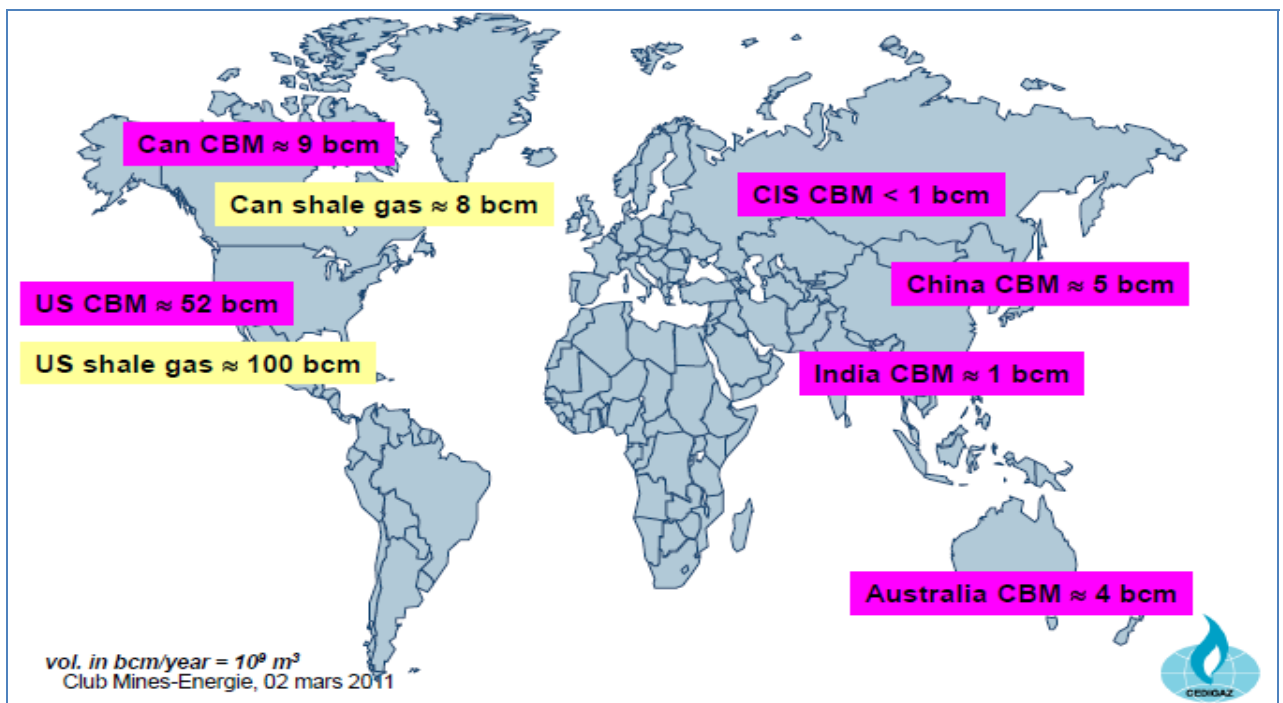 Can CBM ≈ 9 bcm
Can shale gas ≈ 8 bcm
CIS CBM < 1 bcm
China CBM ≈ 5 bcm
US CBM ≈ 52 bcm
US shale gas ≈ 100 bcm
India CBM ≈ 1 bcm
Australia CBM ≈ 4 bcm
vol. in bcm/year = 10⁹ m³
Club Mines-Energie, 02 mars 2011
CEDIGAZ